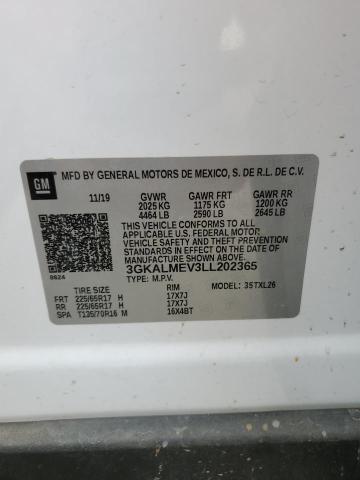 GM
MFD BY GENERAL MOTORS DE MEXICO, S. DE R.L. DE C.V.
11/19 GVWR GAWR FRT GAWR RR
2025 KG 1175 KG 1200 KG
4464 LB 2590 LB 2645 LB
THIS VEHICLE CONFORMS TO ALL APPLICABLE U.S. FEDERAL
MOTOR VEHICLE SAFETY, BUMPER, AND THEFT PREVENTION
STANDARDS IN EFFECT ON THE DATE OF MANUFACTURE SHOWN ABOVE.
3GKALMEV3LL202365
TYPE: M.P.V. MODEL: 3STXL26
9824
TIRE SIZE RIM
FRT 225/65R17 H 17X7J
RR 225/65R17 H 17X7J
SPA T135/70R16 M 16X4BT